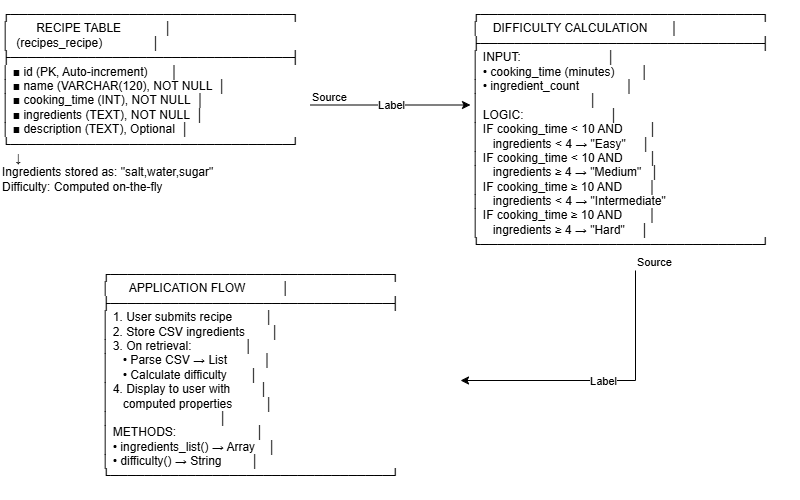 RECIPE TABLE
(recipes_recipe)
■ id (PK, Auto-increment)
■ name (VARCHAR(120), NOT NULL
■ cooking_time (INT), NOT NULL
■ ingredients (TEXT), NOT NULL
■ description (TEXT), Optional
↓
Ingredients stored as: "salt,water,sugar"
Difficulty: Computed on-the-fly
Source
Label
DIFFICULTY CALCULATION
INPUT:
• cooking_time (minutes)
• ingredient_count
LOGIC:
IF cooking_time < 10 AND
ingredients < 4 → "Easy"
IF cooking_time < 10 AND
ingredients ≥ 4 → "Medium"
IF cooking_time ≥ 10 AND
ingredients < 4 → "Intermediate"
IF cooking_time ≥ 10 AND
ingredients ≥ 4 → "Hard"
Source
Label
APPLICATION FLOW
1. User submits recipe
2. Store CSV ingredients
3. On retrieval:
• Parse CSV → List
• Calculate difficulty
4. Display to user with
computed properties
METHODS:
• ingredients_list() → Array
• difficulty() → String